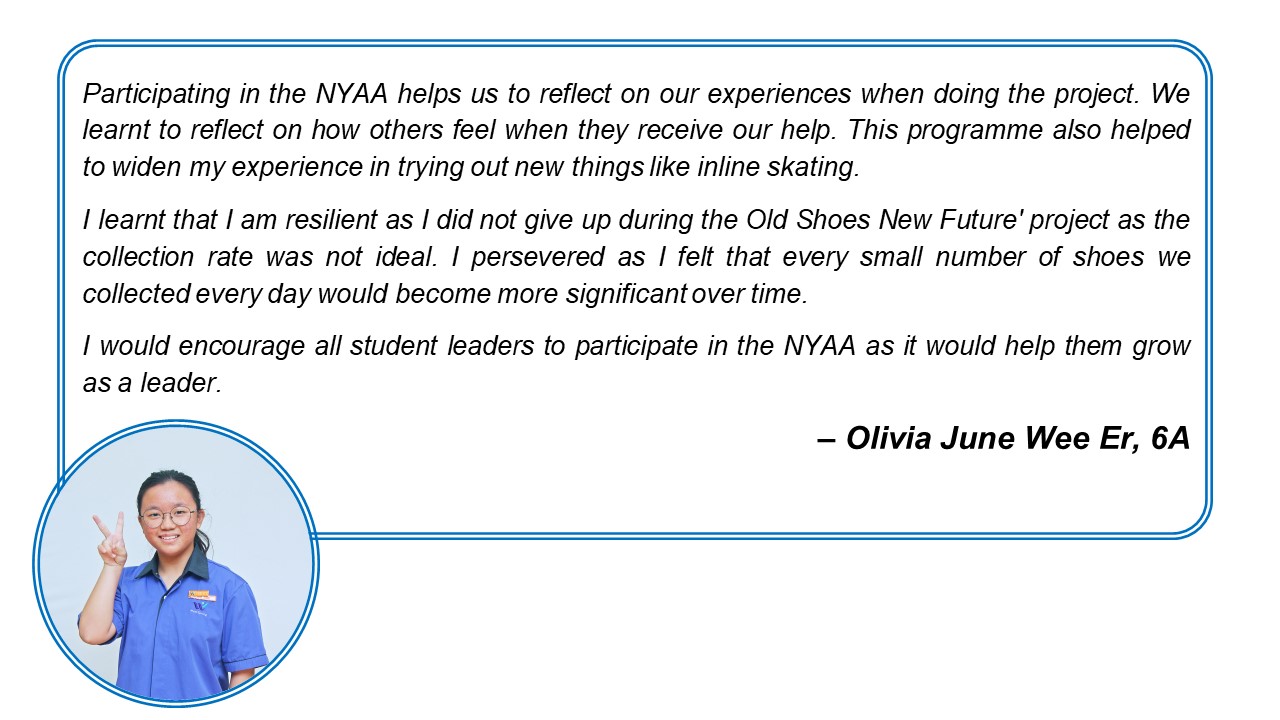 Participating in the NYAA helps us to reflect on our experiences when doing the project. We
learnt to reflect on how others feel when they receive our help. This programme also helped
to widen my experience in trying out new things like inline skating.
I learnt that I am resilient as I did not give up during the Old Shoes New Future' project as the
collection rate was not ideal. I persevered as I felt that every small number of shoes we
collected every day would become more significant over time.
I would encourage all student leaders to participate in the NYAA as it would help them grow
as a leader.
– Olivia June Wee Er, 6A